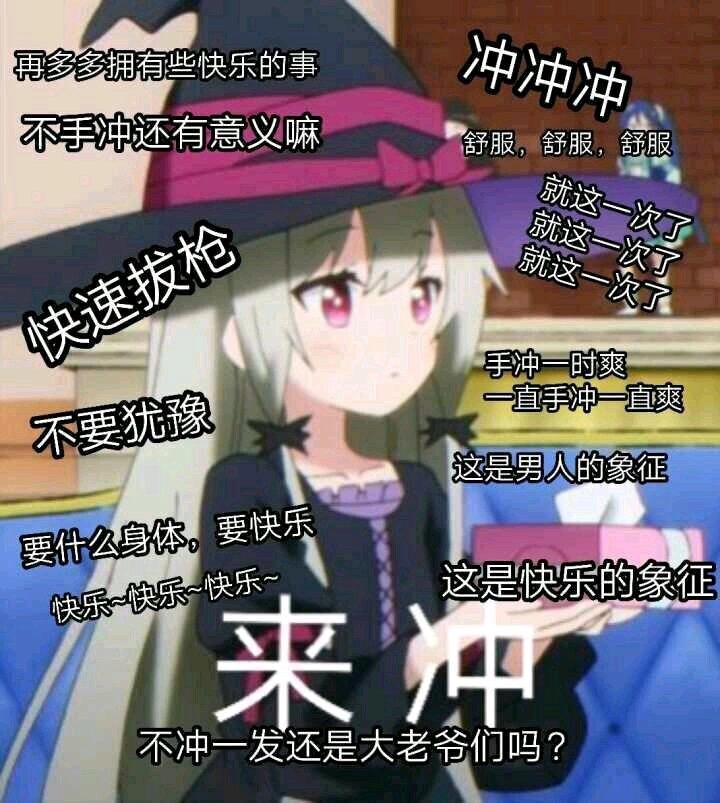 再多多拥有些快乐的事
不手冲还有意义嘛
冲冲冲
舒服，舒服，舒服
就这一次了
就这一次了
就这一次了
快速拔枪
手冲一时爽
一直手冲一直爽
不要犹豫
这是男人的象征
要什么身体，要快乐
快乐~快乐~快乐~
这是快乐的象征
来冲
不冲一发还是大老爷们吗？